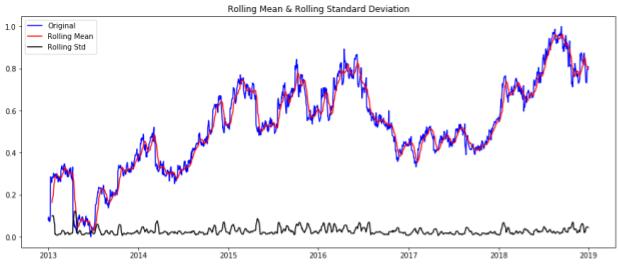 Rolling Mean & Rolling Standard Deviation
Original
Rolling Mean
Rolling Std
1.0
0.8
0.6
0.4
0.2
0.0
2013 2014 2015 2016 2017 2018 2019